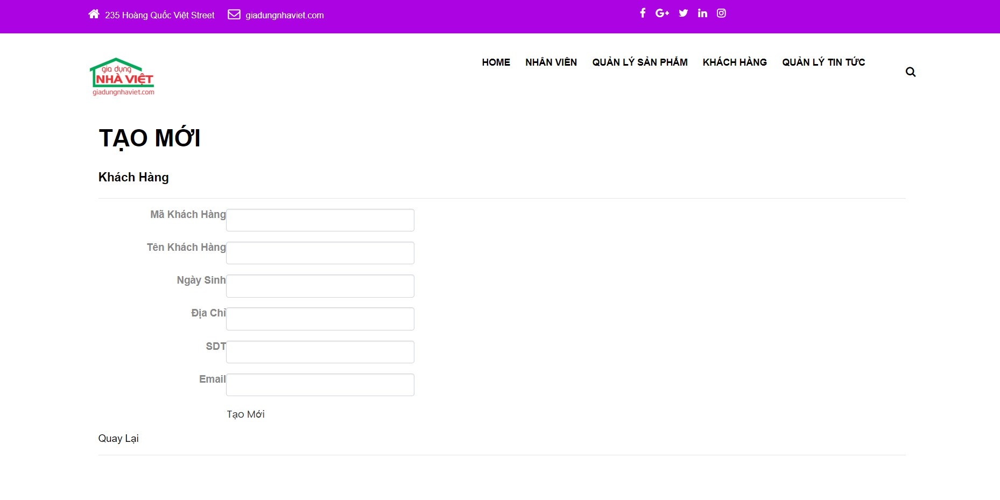 235 Hoàng Quốc Việt Street giadungnhaviet.com
HOME NHÂN VIÊN QUẢN LÝ SẢN PHẨM KHÁCH HÀNG QUẢN LÝ TIN TỨC
gia dụng
NHÀ VIỆT
giadungnhaviet.com
TẠO MỚI
Khách Hàng
Mã Khách Hàng
Tên Khách Hàng
Ngày Sinh
Địa Chỉ
SDT
Email
Tạo Mới
Quay Lại